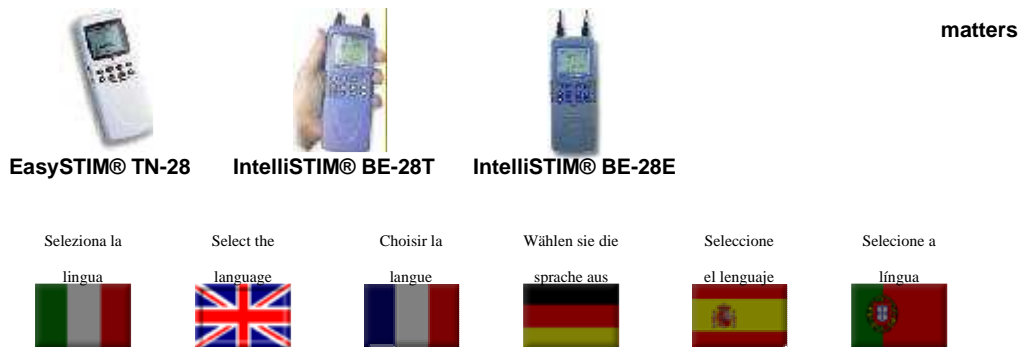 matters
EasySTIM® TN-28 IntelliSTIM® BE-28T IntelliSTIM® BE-28E
Seleziona la Select the Choisir la Wählen sie die Seleccione Selecione a
lingua language langue sprache aus el lenguaje língua